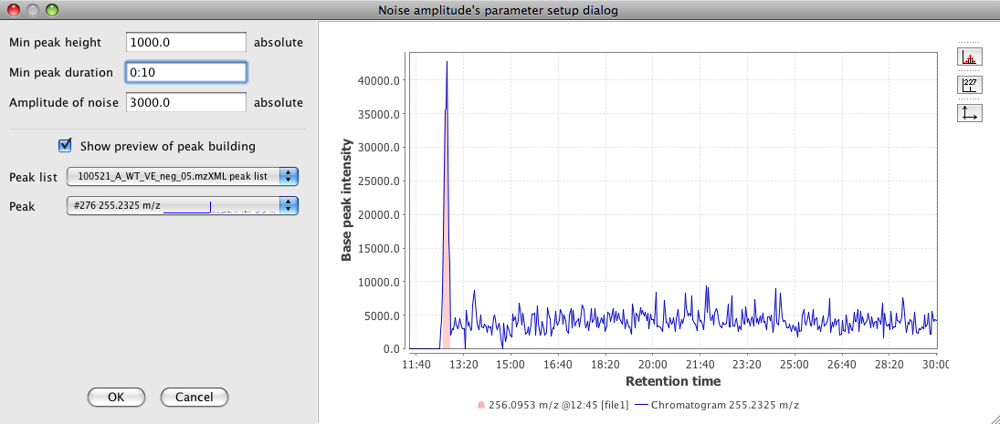 Noise amplitude's parameter setup dialog
Min peak height 1000.0 absolute
Min peak duration 0:10
Amplitude of noise 3000.0 absolute
Show preview of peak building
Peak list 100521_A_WT_VE_neg_05.mzXML peak list
Peak #276 255.2325 m/z
OK Cancel
Base peak intensity
40000.0
35000.0
30000.0
25000.0
20000.0
15000.0
10000.0
5000.0
0.0
11:40 13:20 15:00 16:40 18:20 20:00 21:40 23:20 25:00 26:40 28:20 30:00
Retention time
256.0953 m/z @12:45 [file1] Chromatogram 255.2325 m/z
227